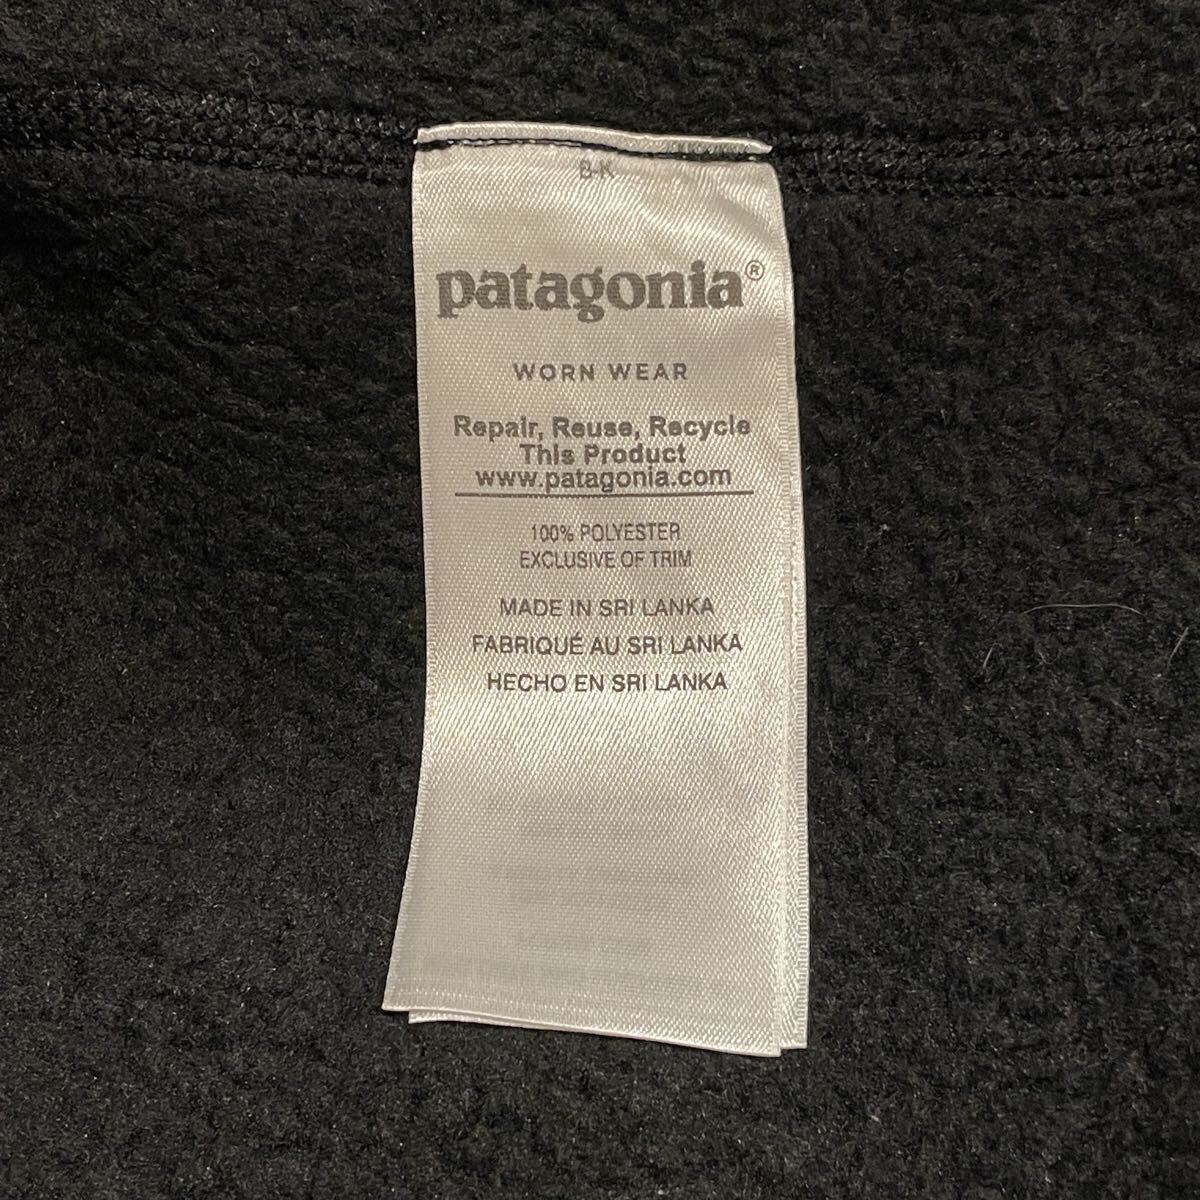 patagonia®
WORN WEAR
Repair, Reuse, Recycle
This Product
www.patagonia.com
100% POLYESTER
EXCLUSIVE OF TRIM
MADE IN SRI LANKA
FABRIQUÉ AU SRI LANKA
HECHO EN SRI LANKA